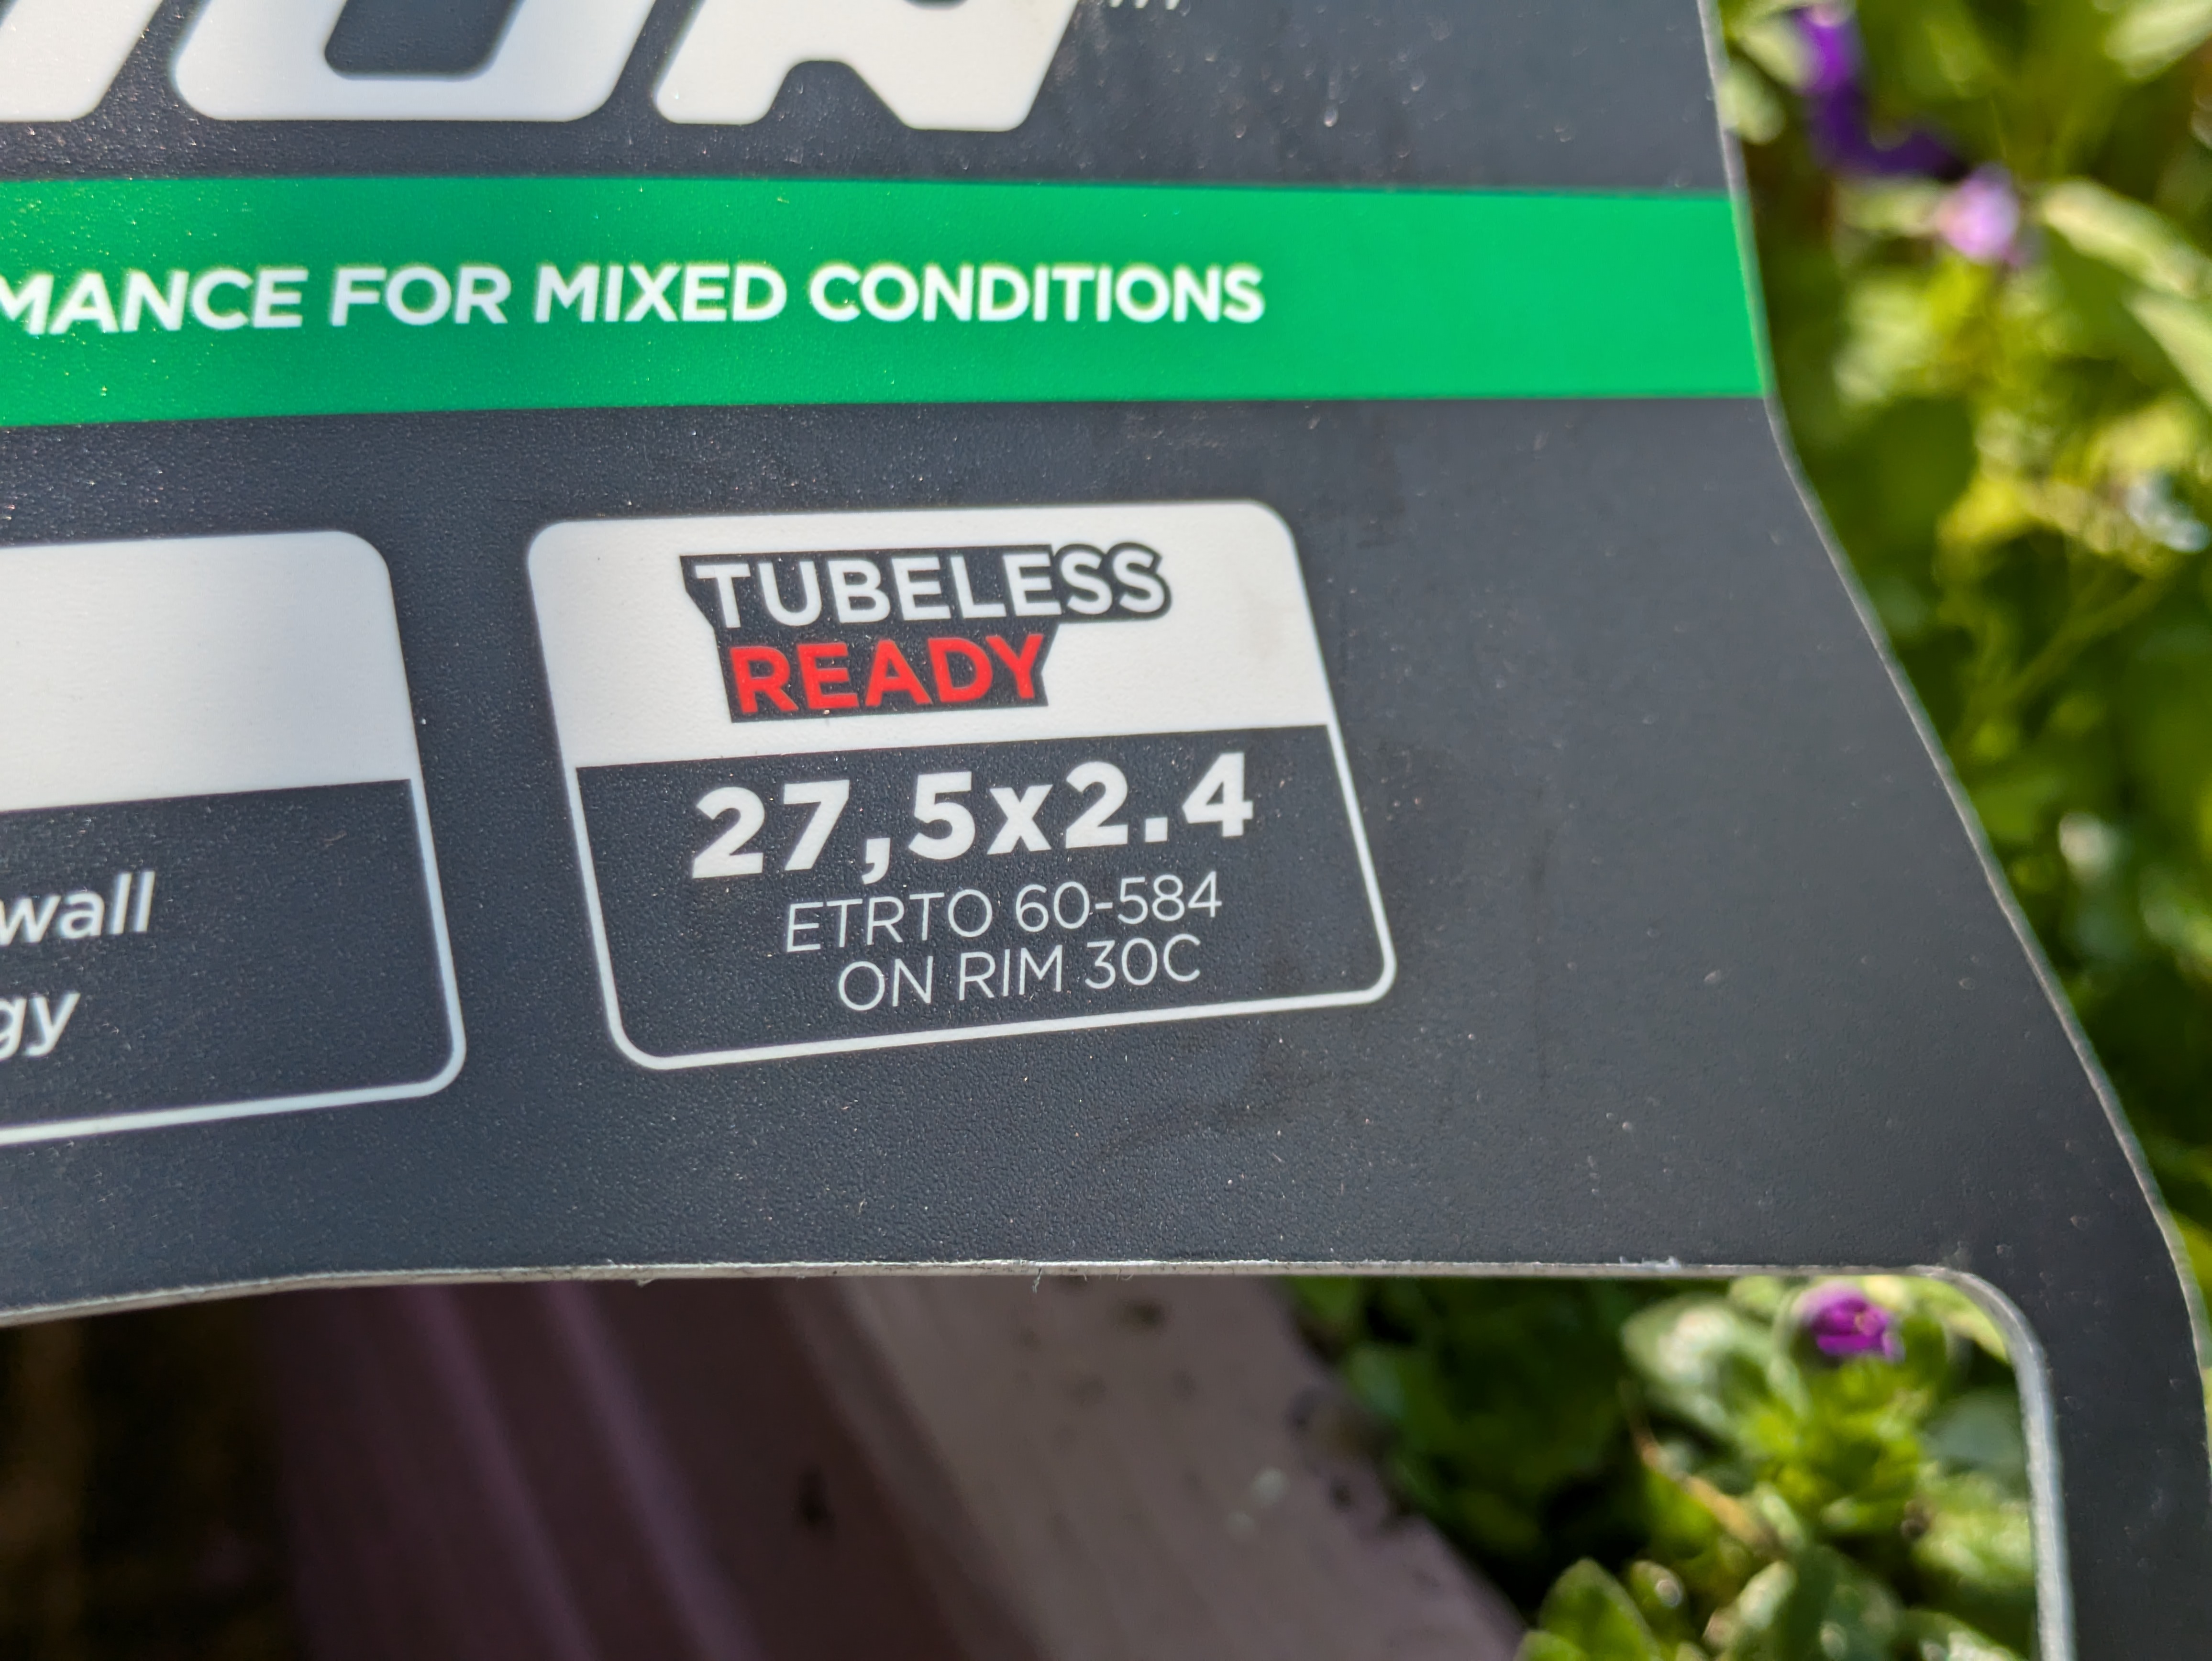 MANCE FOR MIXED CONDITIONS
TUBELESS
READY
27,5x2.4
ETRTO 60-584
ON RIM 30C
wall
gy